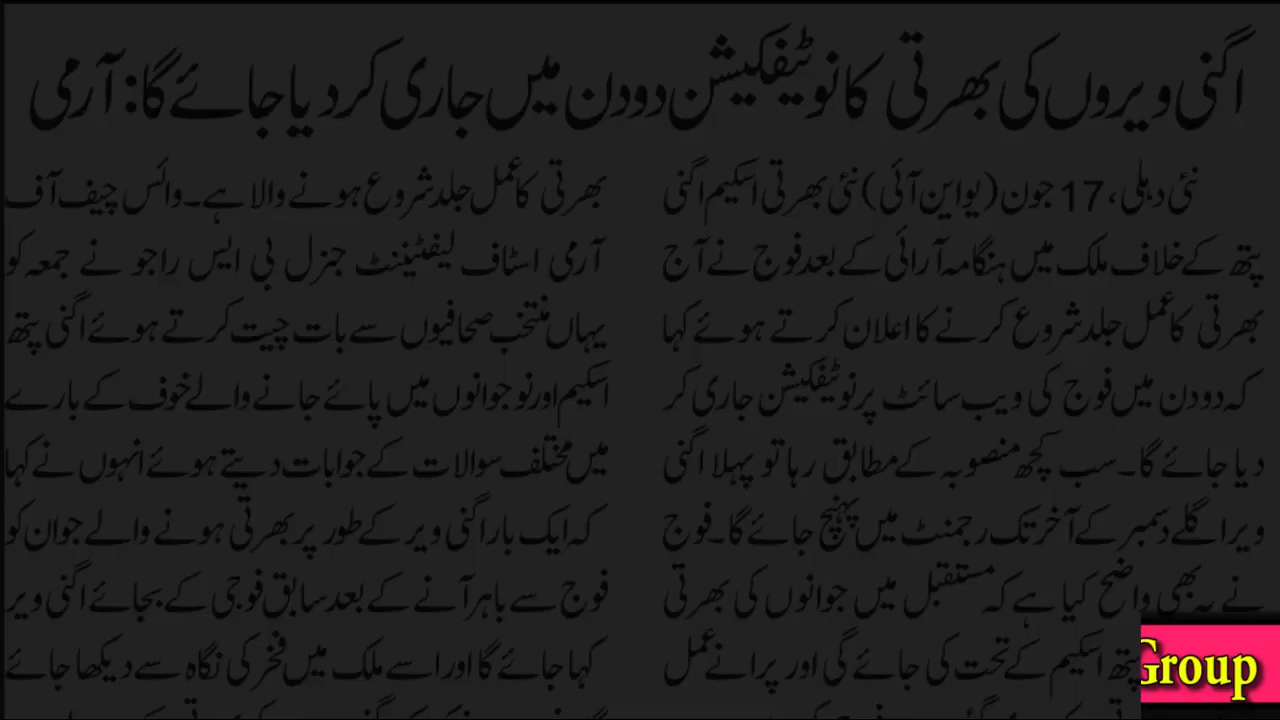 اگنی ویروں کی بھرتی کا نوٹیفکیشن دو دن میں جاری کر دیا جائے گا: آرمی
نئی دہلی، 17 جون (یو این آئی) نئی بھرتی اسکیم اگنی
پتھ کے خلاف ملک میں ہنگامہ آرائی کے بعد فوج نے آج
بھرتی کا عمل جلد شروع کرنے کا اعلان کرتے ہوئے کہا
کہ دو دن میں فوج کی ویب سائٹ پر نوٹیفکیشن جاری کر
دیا جائے گا۔ سب کچھ منصوبہ کے مطابق رہا تو پہلا اگنی
ویر اگلے دسمبر کے آخر تک رجمنٹ میں پہنچ جائے گا۔ فوج
نے یہ بھی واضح کیا ہے کہ مستقبل میں جوانوں کی بھرتی
پتھ اسکیم کے تحت کی جائے گی اور پرانے عمل
بھرتی کا عمل جلد شروع ہونے والا ہے۔ وائس چیف آف
آرمی اسٹاف لیفٹیننٹ جنرل بی ایس راجو نے جمعہ کو
یہاں منتخب صحافیوں سے بات چیت کرتے ہوئے اگنی پتھ
اسکیم اور نوجوانوں میں پائے جانے والے خوف کے بارے
میں مختلف سوالات کے جوابات دیتے ہوئے انہوں نے کہا
کہ ایک بار اگنی ویر کے طور پر بھرتی ہونے والے جوان کو
فوج سے باہر آنے کے بعد سابق فوجی کے بجائے اگنی ویر
کہا جائے گا اور اسے ملک میں فخر کی نگاہ سے دیکھا جائے
Group